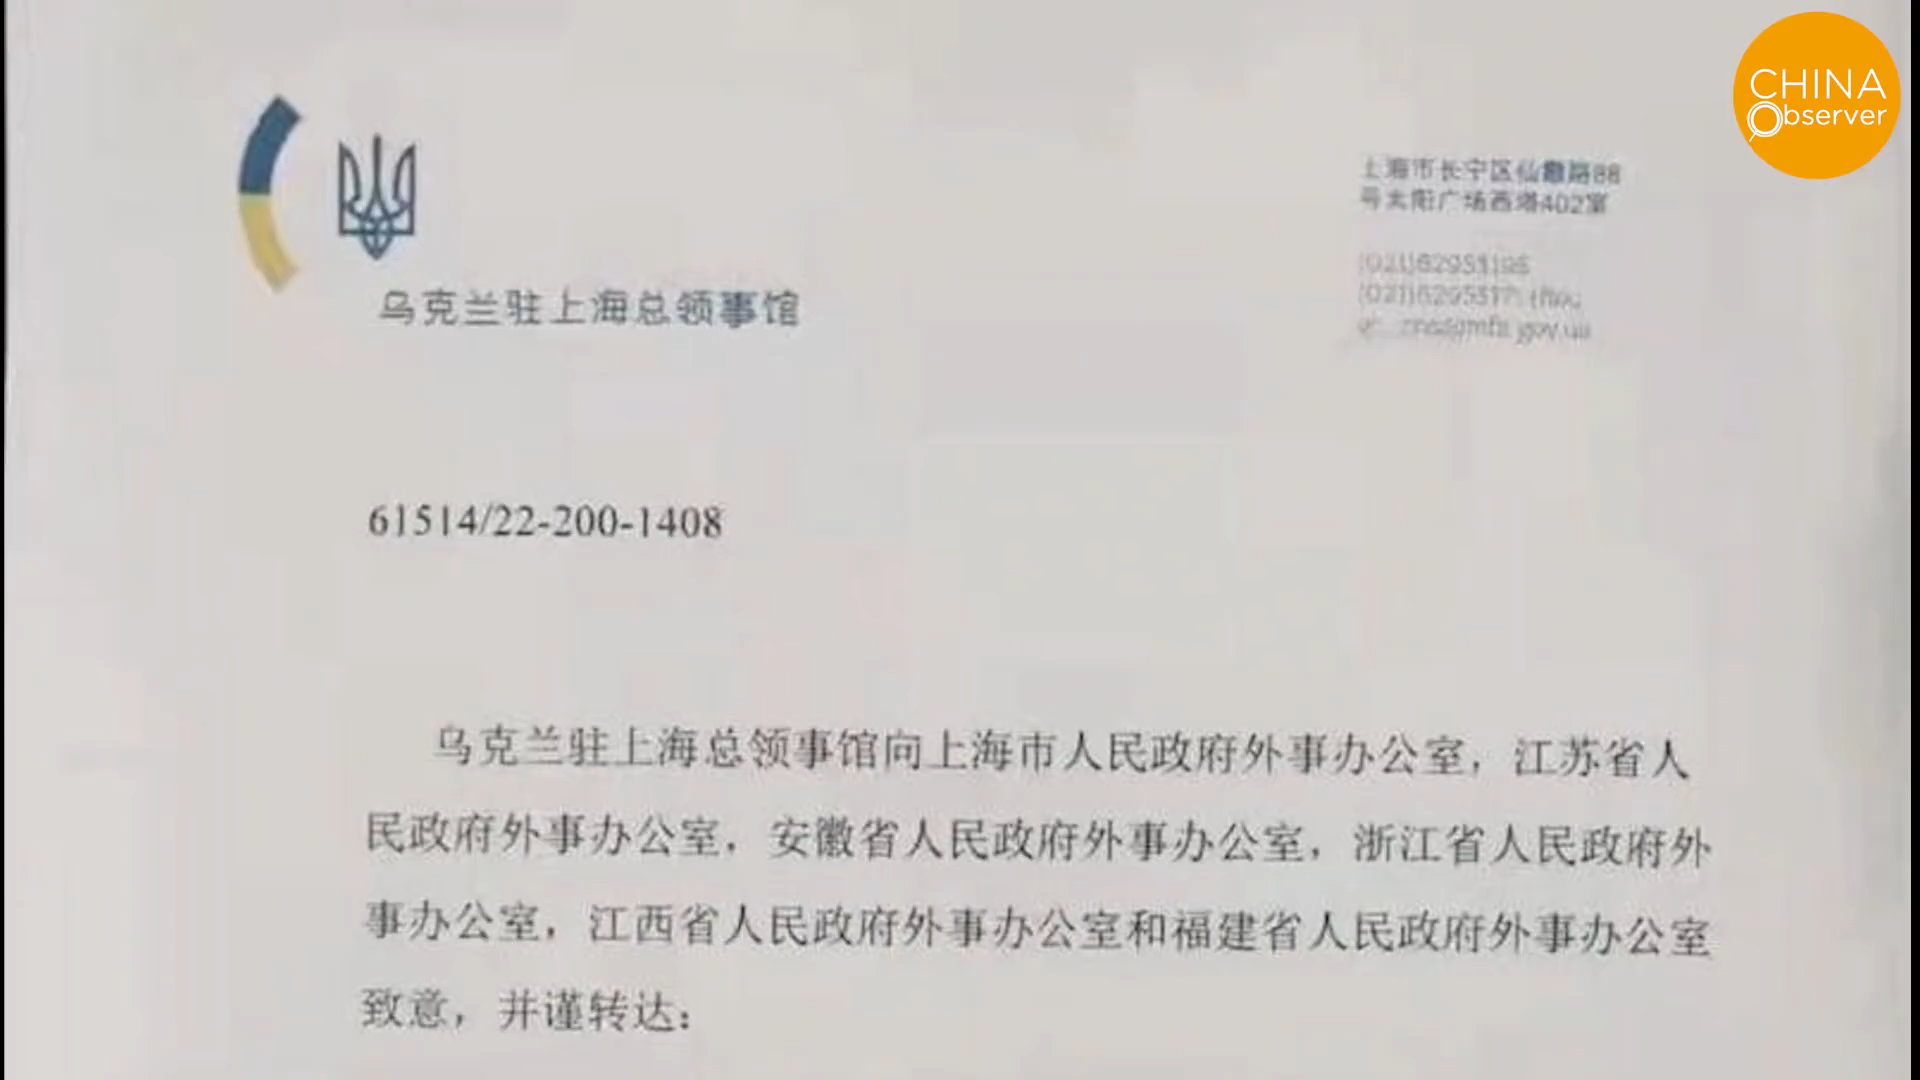 CHINA
Observer
上海市长宁区仙霞路88
号太阳广场西塔402室
乌克兰驻上海总领事馆
61514/22-200-1408
乌克兰驻上海总领事馆向上海市人民政府外事办公室，江苏省人
民政府外事办公室，安徽省人民政府外事办公室，浙江省人民政府外
事办公室，江西省人民政府外事办公室和福建省人民政府外事办公室
致意，并谨转达：